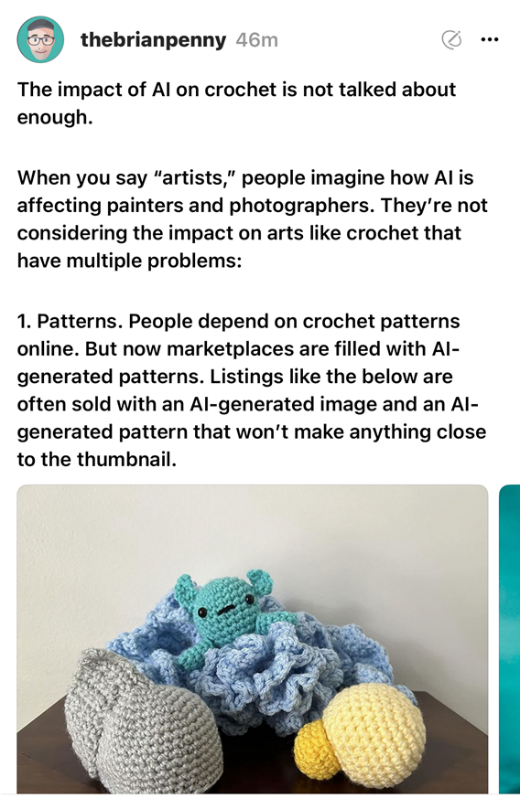 thebrianpenny 46m
The impact of AI on crochet is not talked about
enough.
When you say “artists,” people imagine how AI is
affecting painters and photographers. They’re not
considering the impact on arts like crochet that
have multiple problems:
1. Patterns. People depend on crochet patterns
online. But now marketplaces are filled with AI-
generated patterns. Listings like the below are
often sold with an AI-generated image and an AI-
generated pattern that won’t make anything close
to the thumbnail.